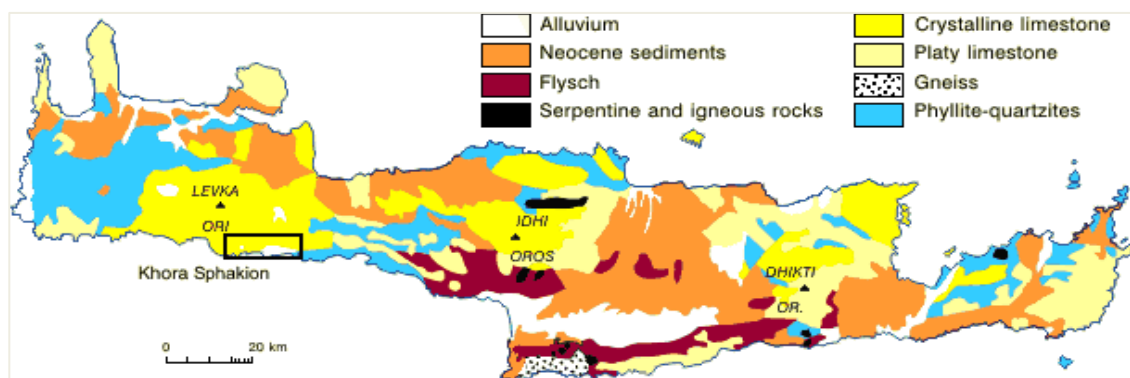 Alluvium
Neocene sediments
Flysch
Serpentine and igneous rocks
Crystalline limestone
Platy limestone
Gneiss
Phyllite-quartzites
LEVKA
ORI
IDHI
OROS
DHIKTI
OR.
Khora Sphakion
0 20 km